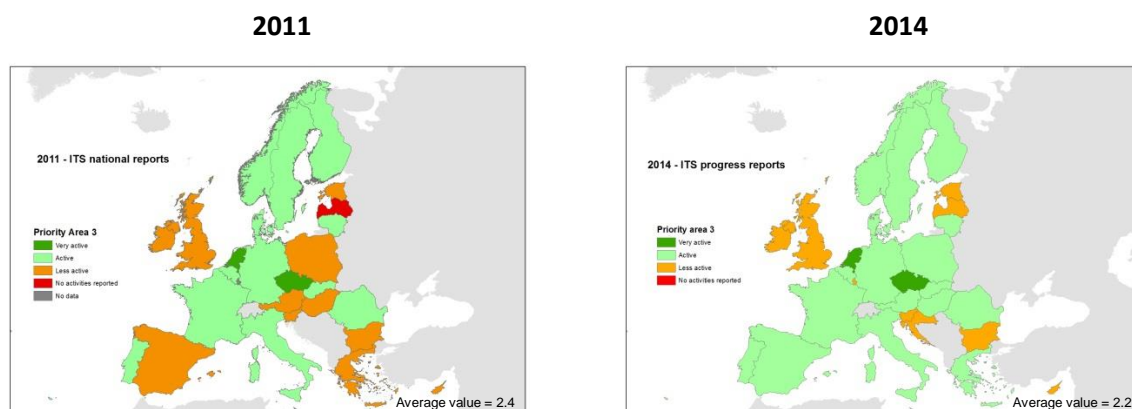 2011
2014
2011 - ITS national reports
Priority Area 3
Very active
Active
Less active
No activities reported
No data
Average value = 2.4
2014 - ITS progress reports
Priority area 3
Very active
Active
Less active
No activities reported
Average value = 2.2